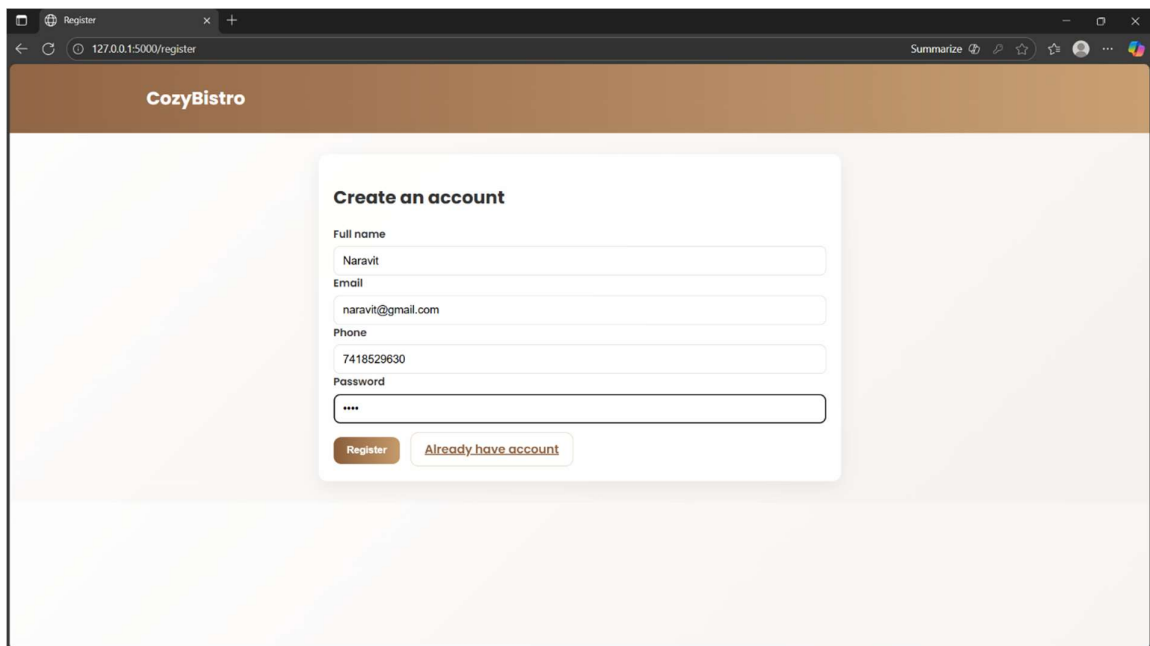 Register
127.0.0.1:5000/register
Summarize
CozyBistro
Create an account
Full name
Naravit
Email
naravit@gmail.com
Phone
7418529630
Password
••••
Register Already have account